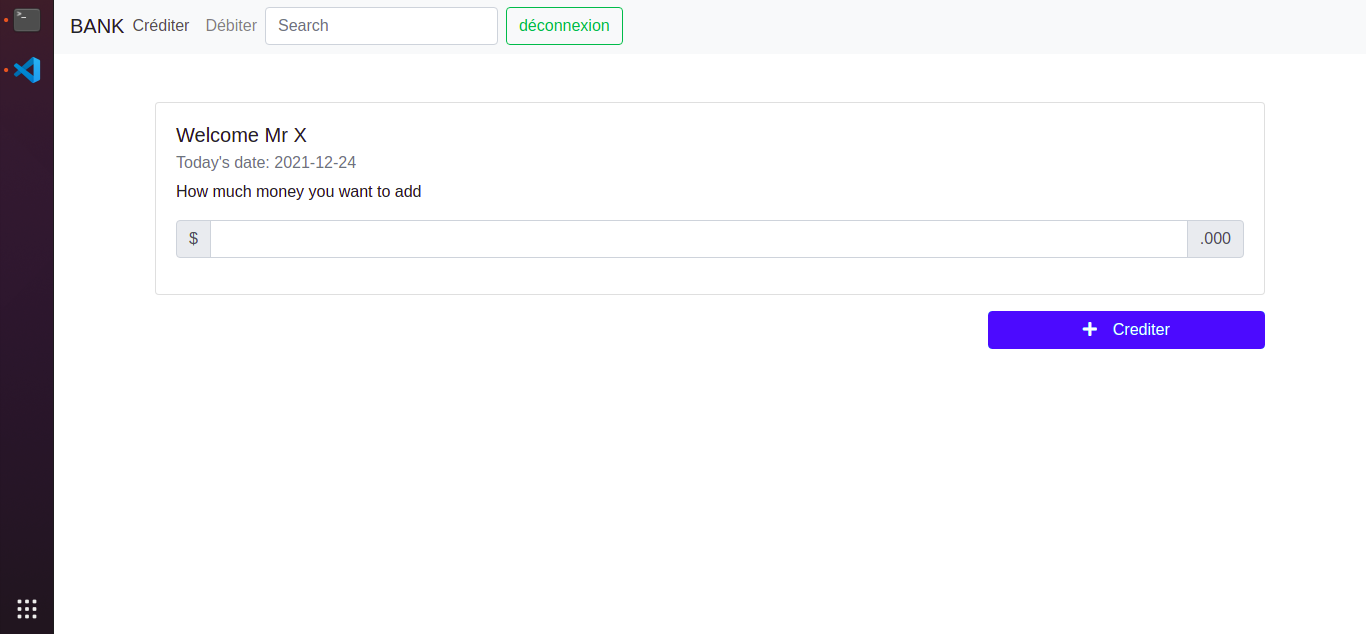 BANK Créditer Débiter Search déconnexion
Welcome Mr X
Today's date: 2021-12-24
How much money you want to add
$ .000
Crediter